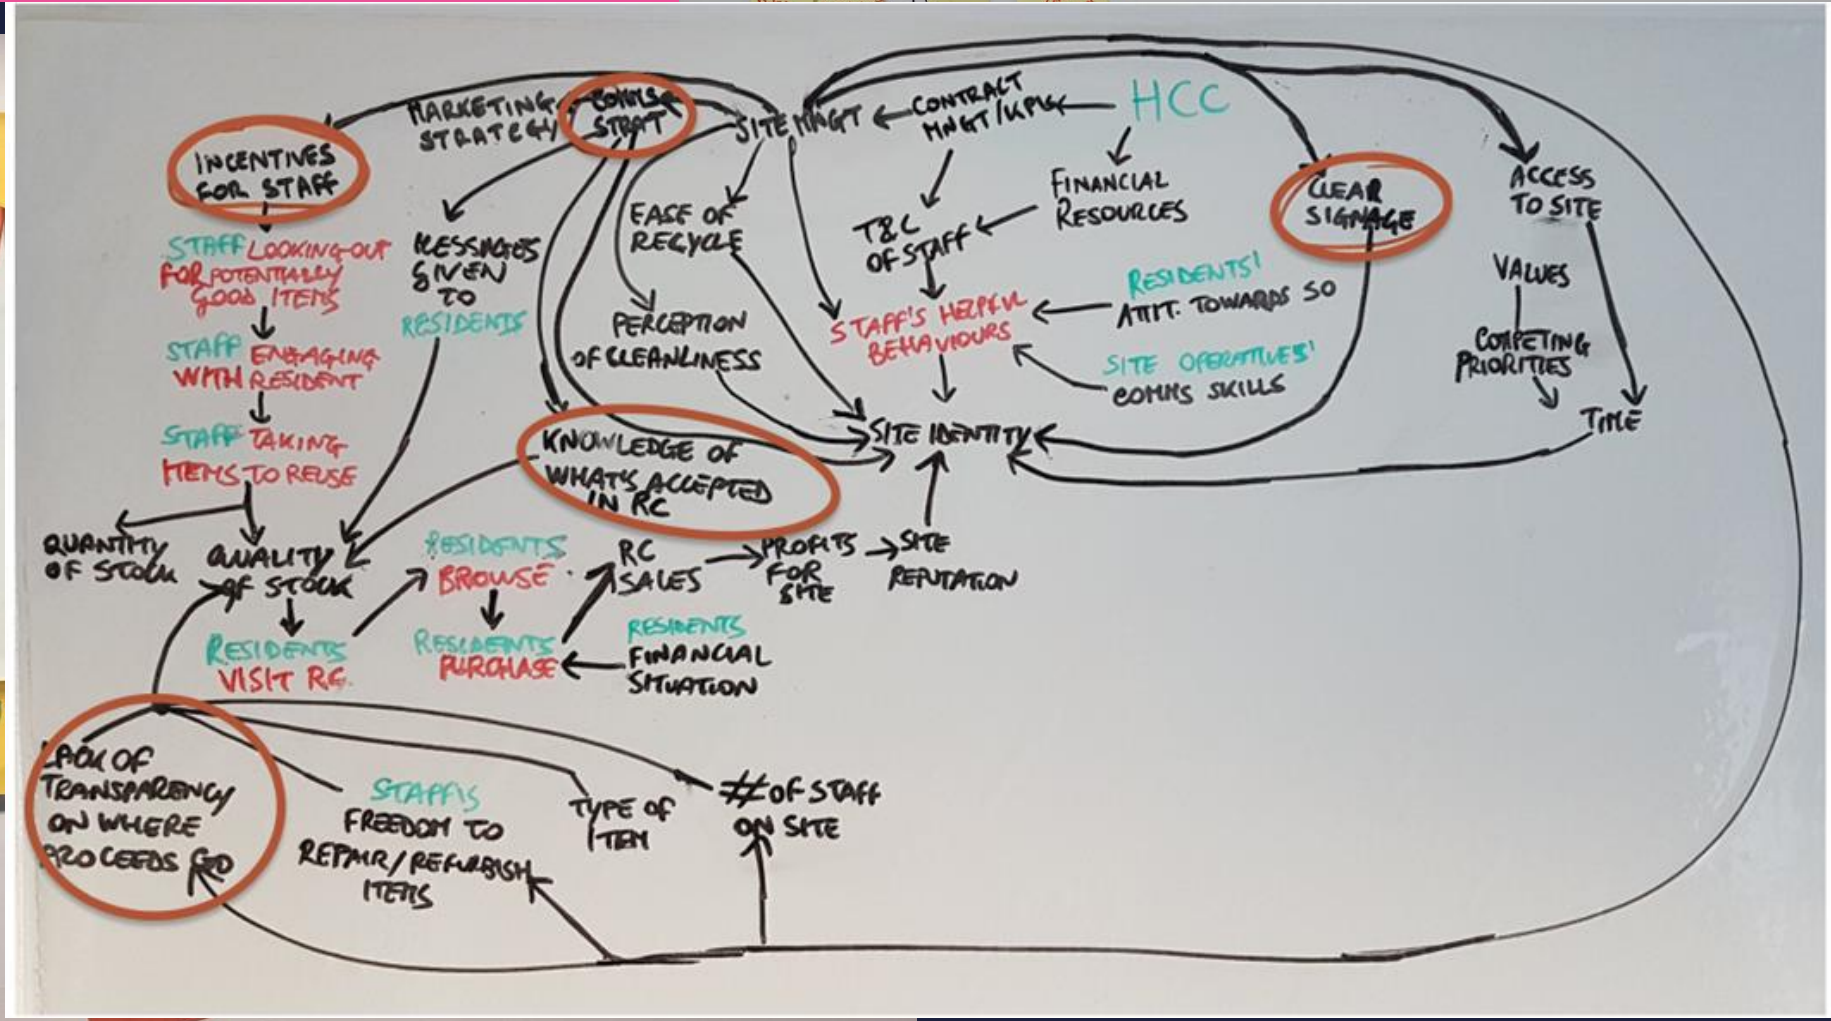 MARKETING
STRATEGY
COMMS
STRAT
SITE MNGT
CONTRACT
MNGT/KPIs
HCC
INCENTIVES
FOR STAFF
STAFF LOOKING OUT
FOR POTENTIALLY
GOOD ITEMS
STAFF ENGAGING
WITH RESIDENT
STAFF TAKING
ITEMS TO REUSE
MESSAGES
GIVEN
TO
RESIDENTS
EASE OF
RECYCLE
PERCEPTION
OF CLEANLINESS
T&C
OF STAFF
FINANCIAL
RESOURCES
STAFF'S HELPFUL
BEHAVIOURS
RESIDENTS'
ATTIT. TOWARDS SO
SITE OPERATIVES'
COMMS SKILLS
CLEAR
SIGNAGE
ACCESS
TO SITE
VALUES
COMPETING
PRIORITIES
TIME
SITE IDENTITY
KNOWLEDGE OF
WHAT'S ACCEPTED
IN RC
QUANTITY
OF STOCK
QUALITY
OF STOCK
RESIDENTS
VISIT RC
RESIDENTS
BROWSE
RESIDENTS
PURCHASE
RC
SALES
PROFITS
FOR
SITE
SITE
REPUTATION
RESIDENTS
FINANCIAL
SITUATION
LACK OF
TRANSPARENCY
ON WHERE
PROCEEDS GO
STAFF'S
FREEDOM TO
REPAIR/REFURBISH
ITEMS
TYPE OF
ITEM
# OF STAFF
ON SITE